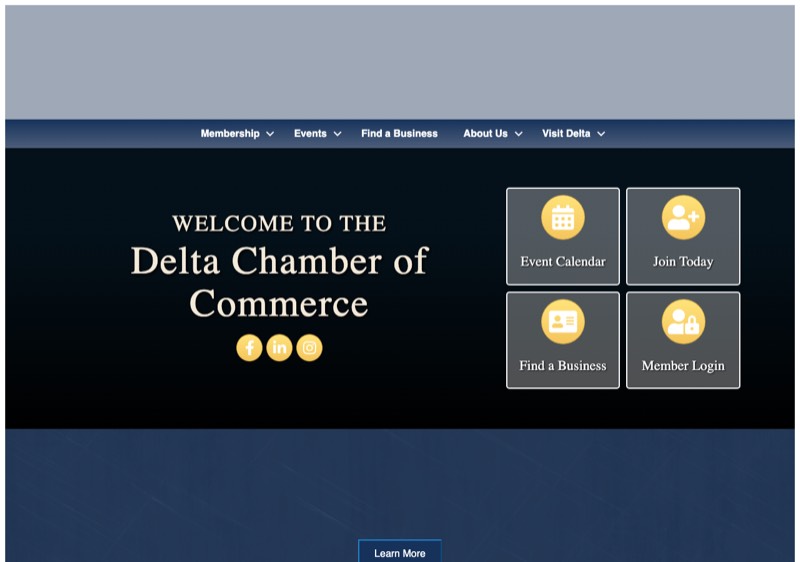 Membership
Events
Find a Business
About Us
Visit Delta
WELCOME TO THE
Delta Chamber of
Commerce
Event Calendar
Join Today
Find a Business
Member Login
Learn More